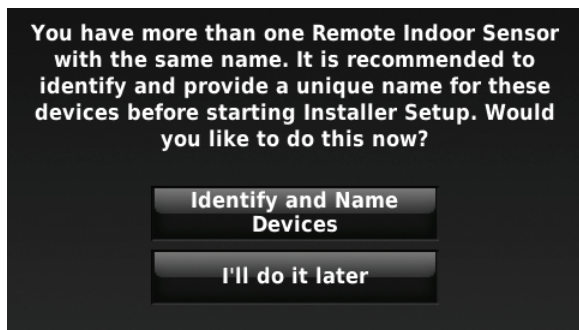 You have more than one Remote Indoor Sensor
with the same name. It is recommended to
identify and provide a unique name for these
devices before starting Installer Setup. Would
you like to do this now?
Identify and Name
Devices
I'll do it later